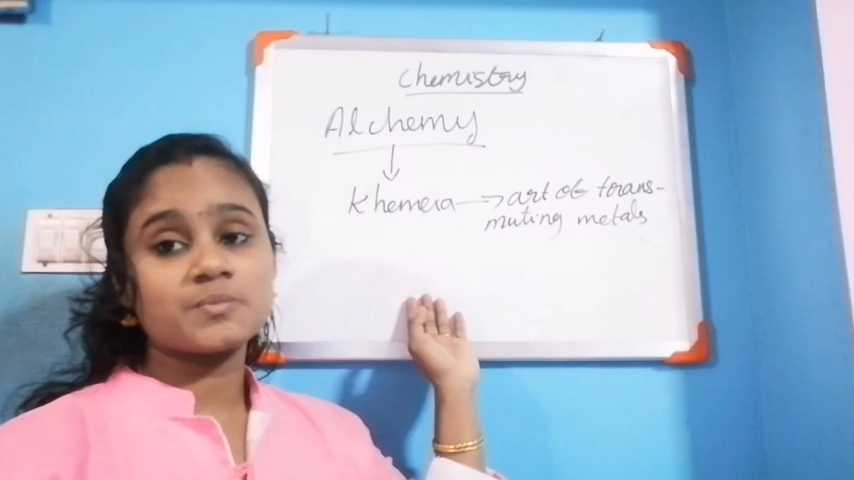 Chemistry
Alchemy
Khemeia → art of trans-
muting metals